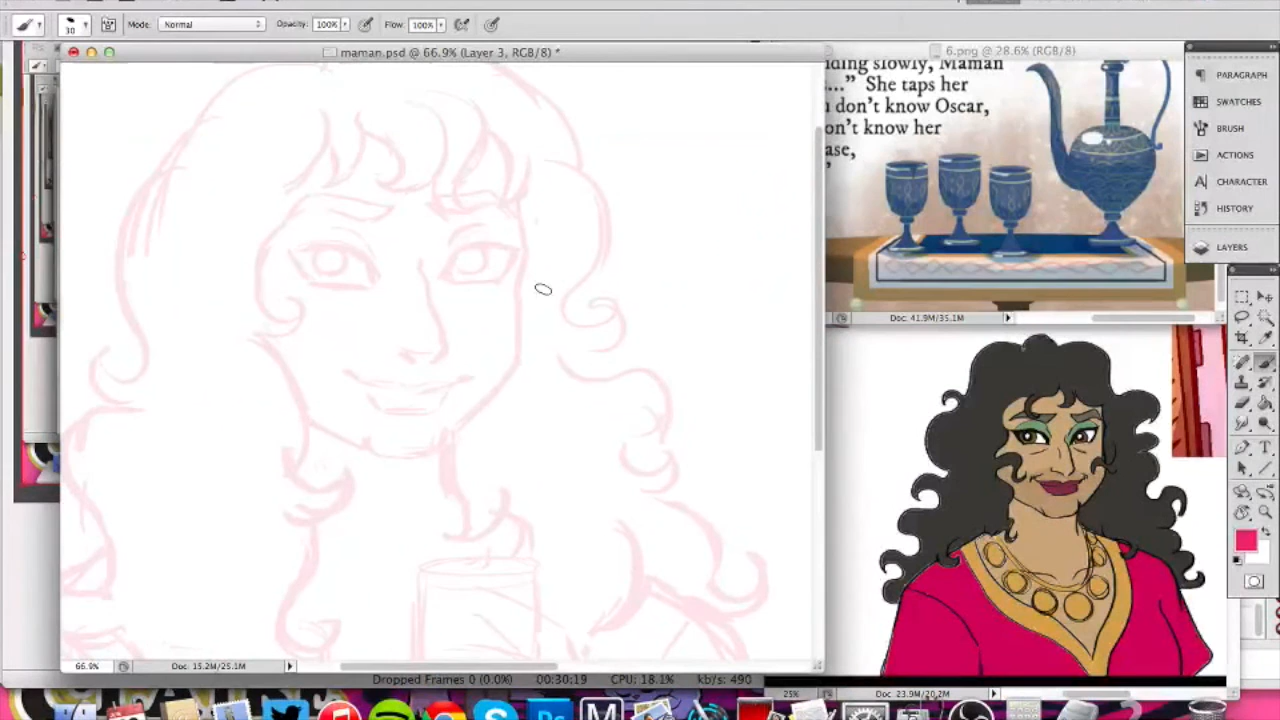 30
Mode: Normal
Opacity: 100%
Flow: 100%
maman.psd @ 66.9% (Layer 3, RGB/8) *
6.png @ 28.6% (RGB/8)
ding slowly, Maman
..." She taps her
don't know Oscar,
on't know her
ase,
PARAGRAPH
SWATCHES
BRUSH
ACTIONS
CHARACTER
HISTORY
LAYERS
Doc: 41.9M/35.1M
66.9%
Doc: 15.2M/25.1M
Dropped Frames 0 (0.0%)
00:30:19
CPU: 18.1%
kb/s: 490
25%
Doc: 23.9M/20.2M